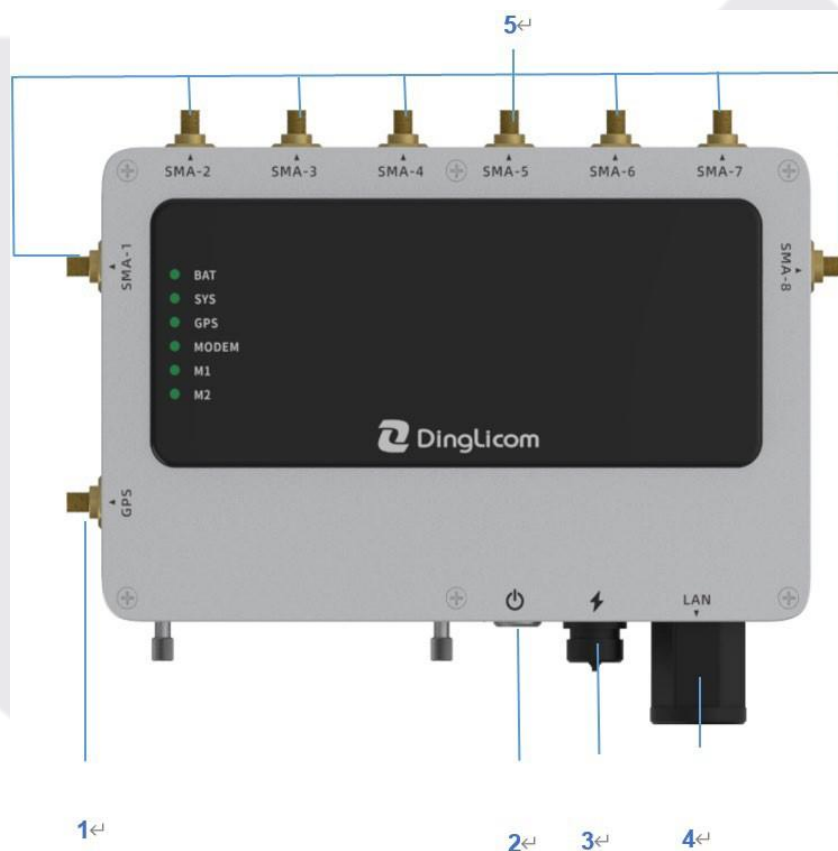 5↵
SMA-2 SMA-3 SMA-4 SMA-5 SMA-6 SMA-7
SMA-1
SMA-8
BAT
SYS
GPS
MODEM
M1
M2
DingLicom
GPS
LAN
1↵
2↵
3↵
4↵